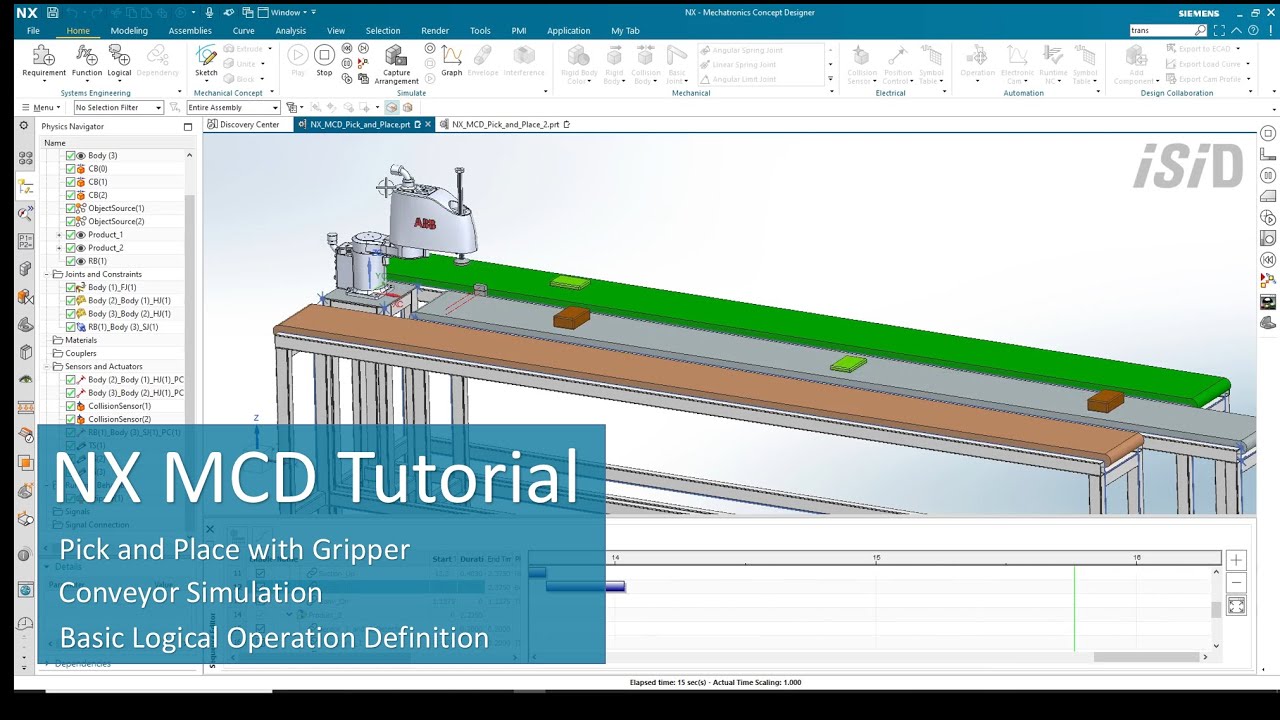 NX
Window
NX - Mechatronics Concept Designer
SIEMENS
File Home Modeling Assemblies Curve Analysis View Selection Render Tools PMI Application My Tab
trans
Requirement Function Logical Dependency
Systems Engineering
Sketch Extrude Unite Block
Mechanical Concept
Play Stop Capture Arrangement Graph Envelope Interference
Simulate
Rigid Body Rigid Body Color Collision Body Basic Joint
Angular Spring Joint
Linear Spring Joint
Angular Limit Joint
Mechanical
Collision Sensor Position Control Symbol Table
Electrical
Operation Electronic Cam Runtime NC Symbol Table
Automation
Add Component
Export to ECAD
Export Load Curve
Export Cam Profile
Design Collaboration
Menu No Selection Filter Entire Assembly
Physics Navigator
Discovery Center NX_MCD_Pick_and_Place.prt NX_MCD_Pick_and_Place_2.prt
Name
Body (3)
CB(0)
CB(1)
CB(2)
ObjectSource(1)
ObjectSource(2)
Product_1
Product_2
RB(1)
Joints and Constraints
Body (1)_FJ(1)
Body (2)_Body (1)_HJ(1)
Body (3)_Body (2)_HJ(1)
RB(1)_Body (3)_SJ(1)
Materials
Couplers
Sensors and Actuators
Body (2)_Body (1)_HJ(1)_PC
Body (3)_Body (2)_HJ(1)_PC
CollisionSensor(1)
CollisionSensor(2)
RB(1)_Body (3)_SJ(1)_PC(1)
TS(1)
Signals
Signal Connection
Details
Dependencies
iSiD
ABB
Z
NX MCD Tutorial
Pick and Place with Gripper
Conveyor Simulation
Basic Logical Operation Definition
14 15 16
Elapsed time: 15 sec(s) - Actual Time Scaling: 1.000